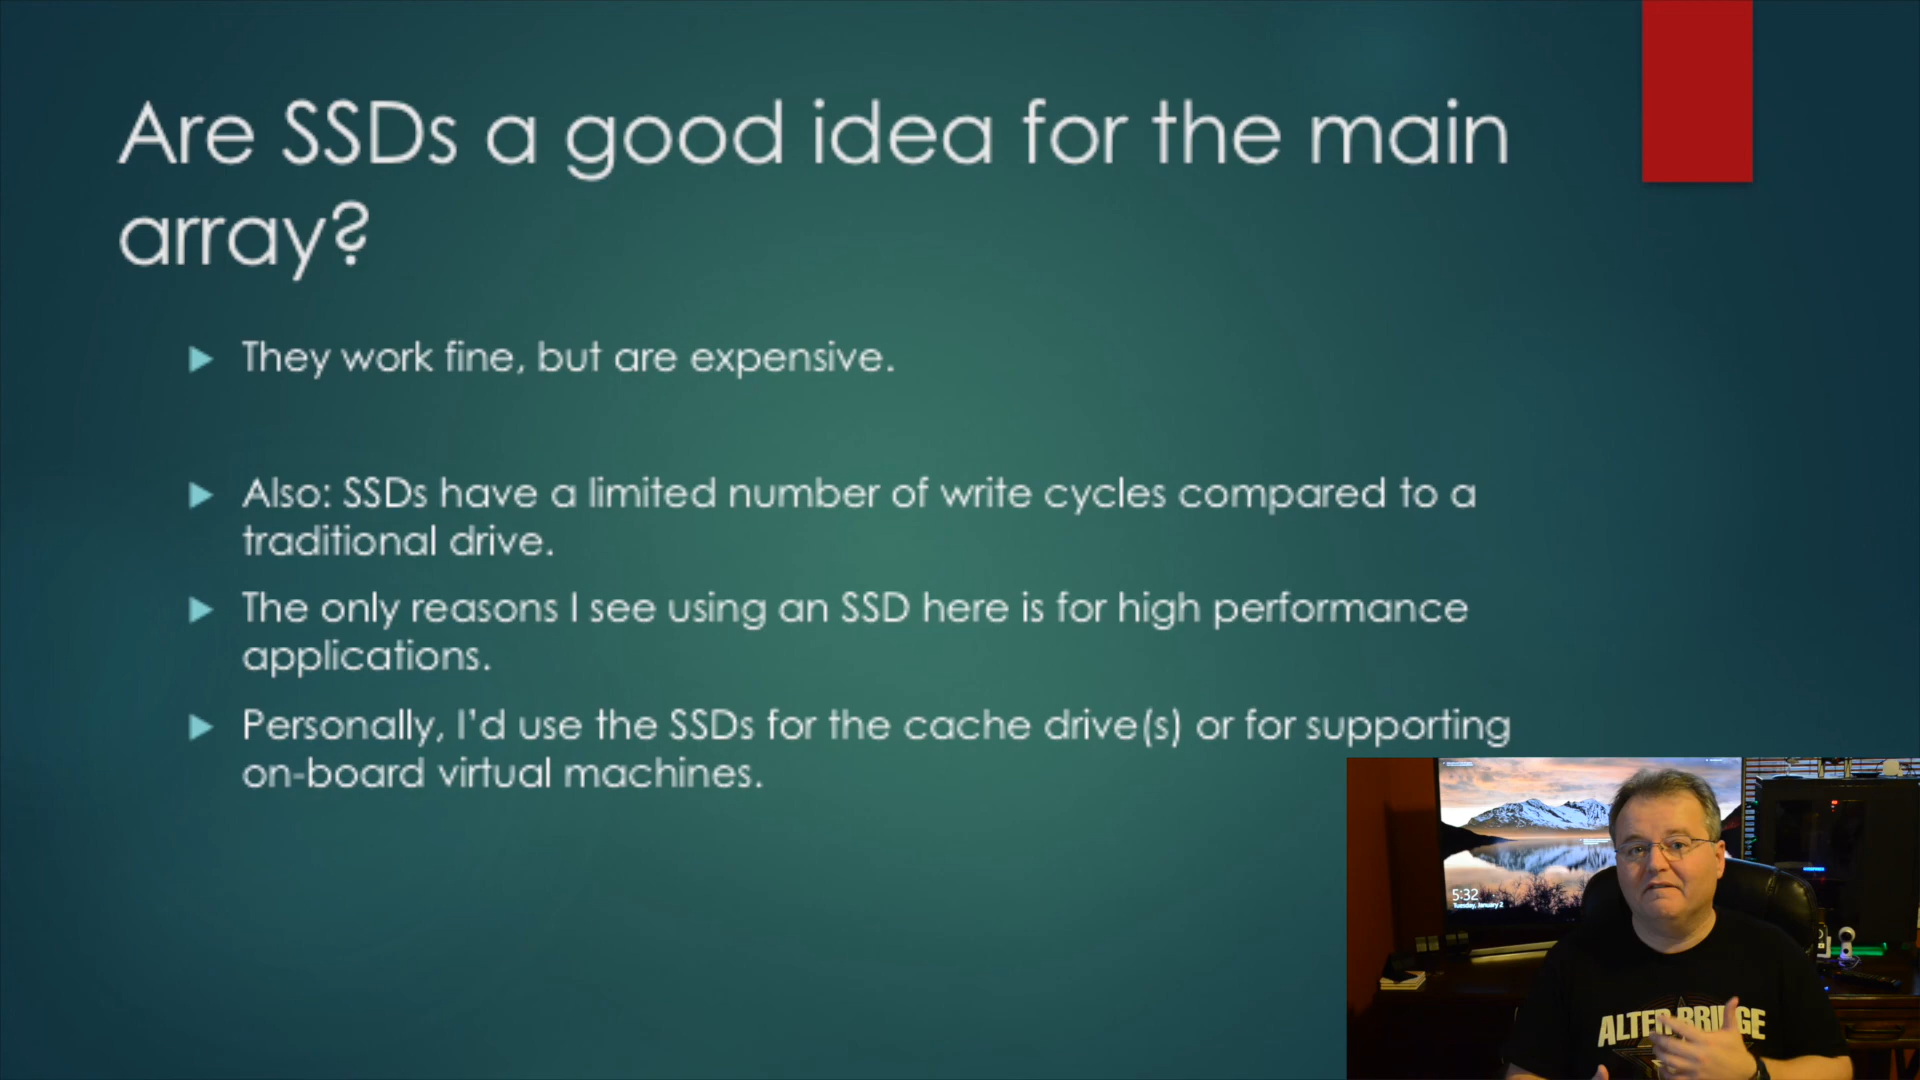 Are SSDs a good idea for the main
array?
They work fine, but are expensive.
Also: SSDs have a limited number of write cycles compared to a
traditional drive.
The only reasons I see using an SSD here is for high performance
applications.
Personally, I'd use the SSDs for the cache drive(s) or for supporting
on-board virtual machines.
5:32
Tuesday, January 2